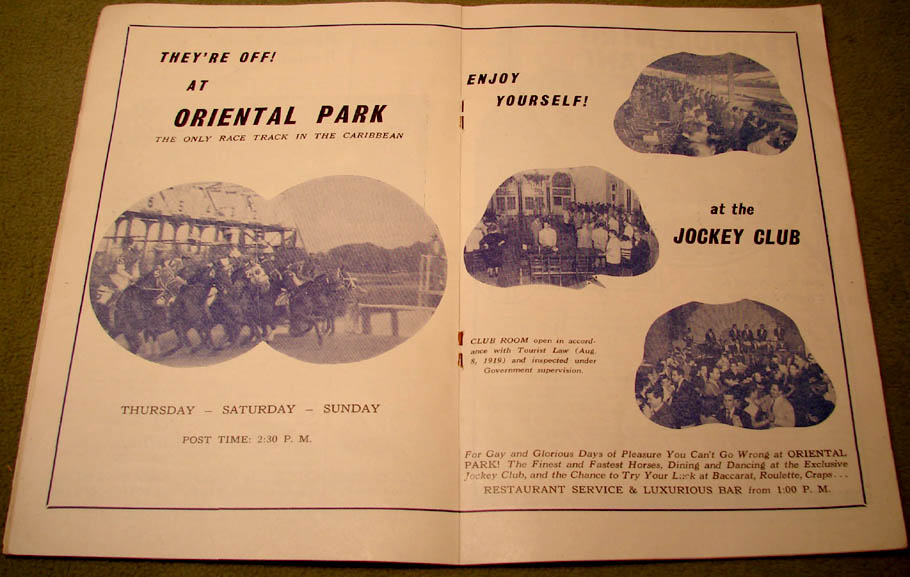 THEY'RE OFF!
AT
ORIENTAL PARK
THE ONLY RACE TRACK IN THE CARIBBEAN
THURSDAY – SATURDAY – SUNDAY
POST TIME: 2:30 P. M.
ENJOY
YOURSELF!
at the
JOCKEY CLUB
CLUB ROOM open in accord-
ance with Tourist Law (Aug.
8, 1919) and inspected under
Government supervision.
For Gay and Glorious Days of Pleasure You Can't Go Wrong at ORIENTAL
PARK! The Finest and Fastest Horses, Dining and Dancing at the Exclusive
Jockey Club, and the Chance to Try Your Luck at Baccarat, Roulette, Craps...
RESTAURANT SERVICE & LUXURIOUS BAR from 1:00 P. M.